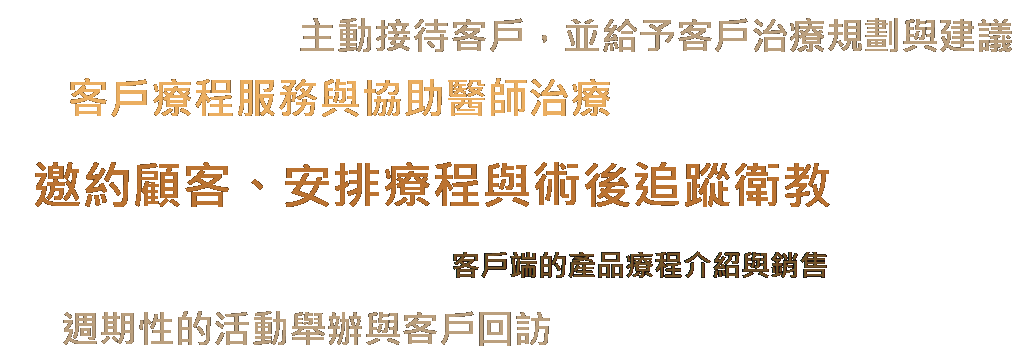 主動接待客戶，並給予客戶治療規劃與建議
客戶療程服務與協助醫師治療
邀約顧客、安排療程與術後追蹤衛教
客戶端的產品療程介紹與銷售
週期性的活動舉辦與客戶回訪